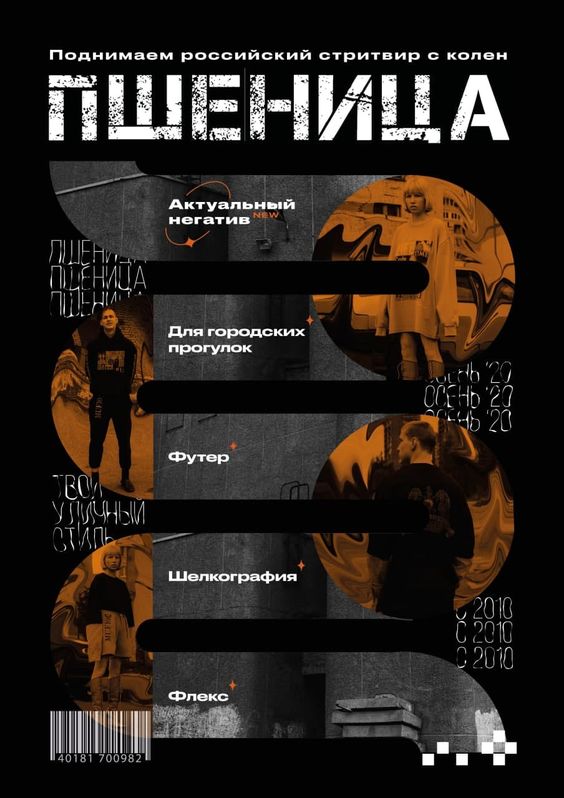 Поднимаем российский стритвир с колен
ПШЕНИЦА
Актуальный
негатив NEW
ПШЕНИЦА
ПШЕНИЦА
ПШЕНИЦА
Для городских
прогулок
ОСЕНЬ '20
ОСЕНЬ '20
ОСЕНЬ '20
Футер
ТВОЙ
УЛИЧНЫЙ
СТИЛЬ
Шелкография
С 2010
С 2010
С 2010
Флекс
40181 700982